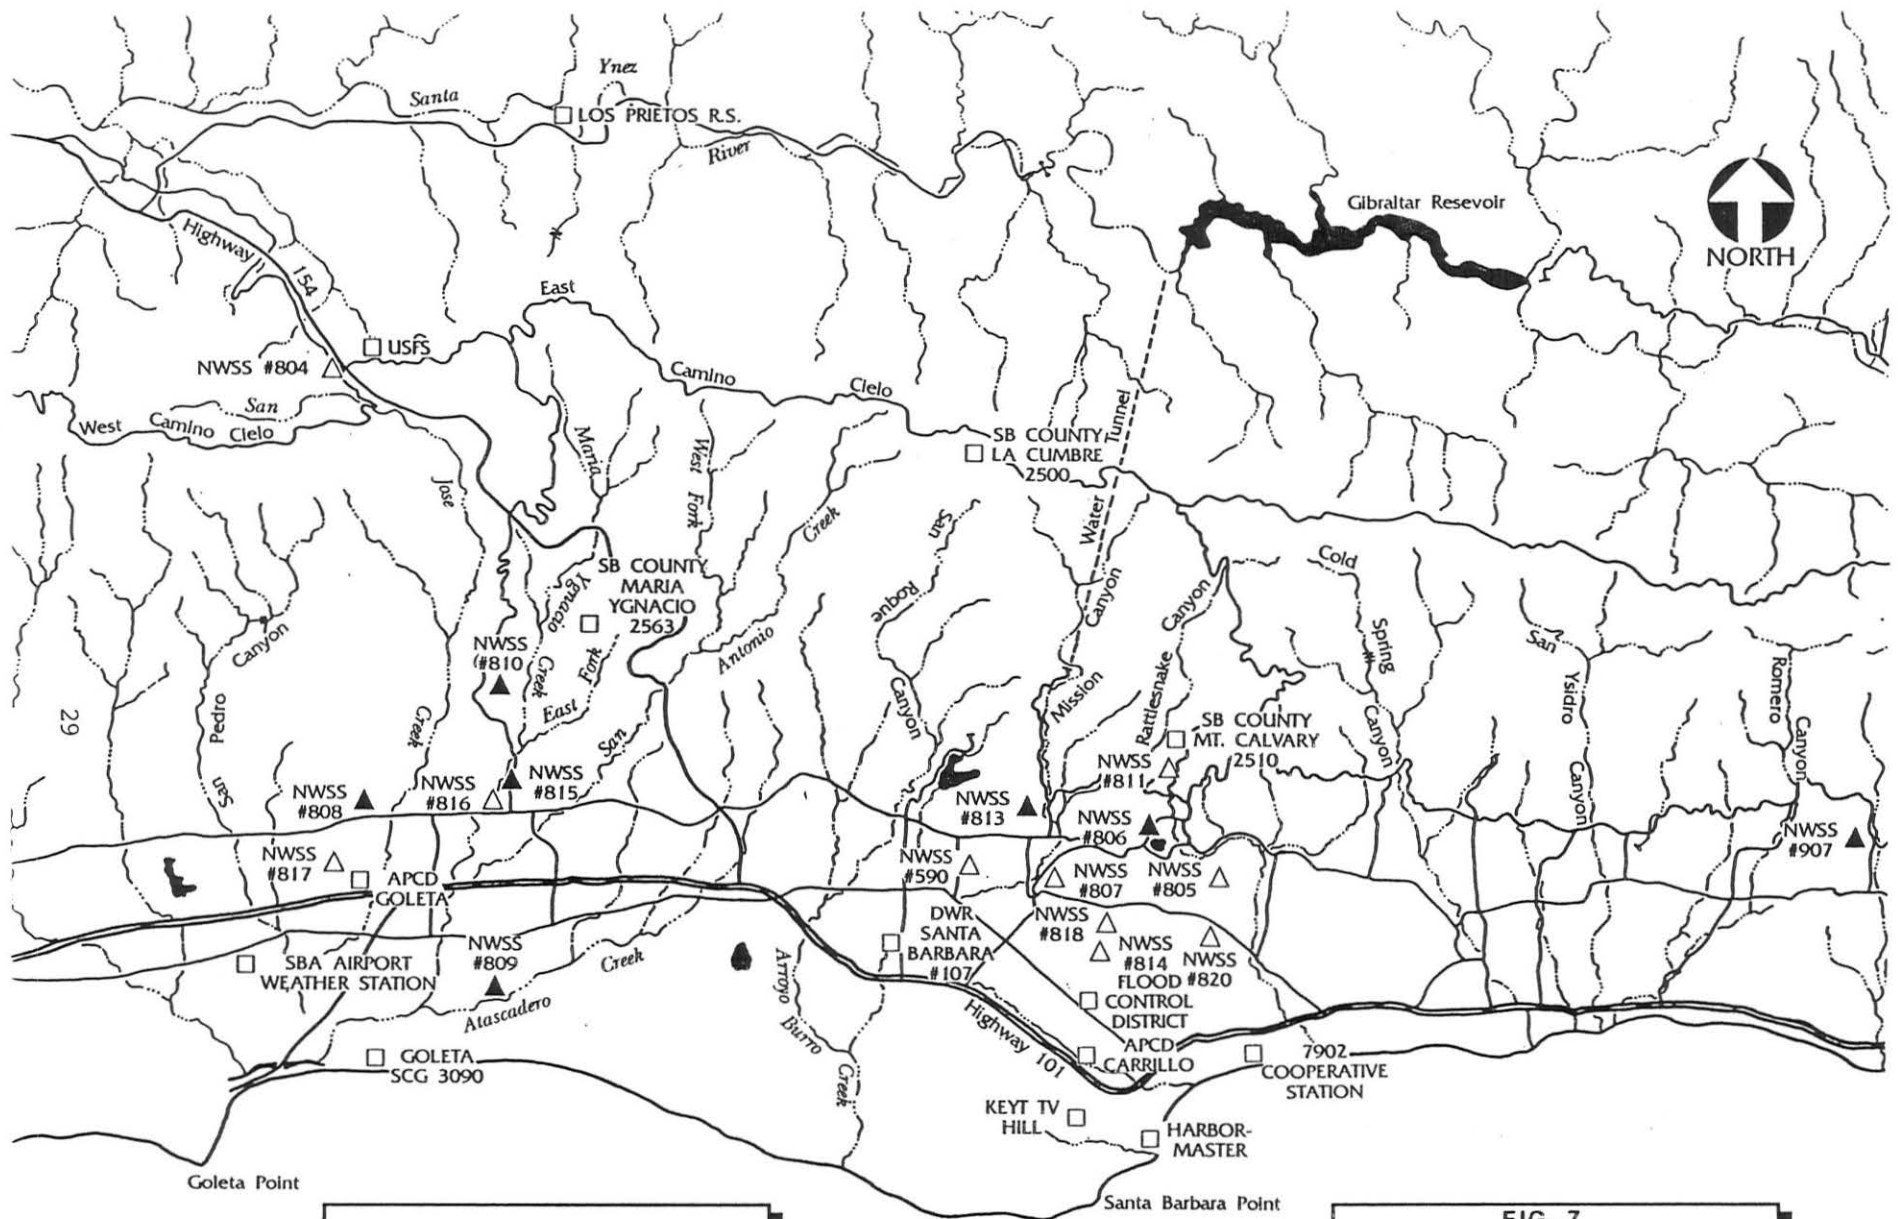 Ynez
Santa
LOS PRIETOS R.S.
River
Gibraltar Resevoir
NORTH
Highway
154
East
USFS
NWSS #804
Camino
Cielo
San
West Camino Cielo
Tunnel
SB COUNTY
LA CUMBRE
2500
Maria
West Fork
Jose
Creek
San
Water
Cold
SB COUNTY
MARIA
YGNACIO
2563
Ygnacio
Roque
Canyon
Canyon
Canyon
Spring
San
NWSS
#810
Creek
Fork
Antonio
East
Canyon
Mission
Rattlesnake
Ysidro
Romero
29
Pedro
Creek
San
SB COUNTY
MT. CALVARY
2510
Canyon
Canyon
Canyon
San
NWSS
#808
NWSS
#816
NWSS
#815
NWSS
#813
NWSS
#811
NWSS
#806
NWSS
#907
NWSS
#817
APCD
GOLETA
NWSS
#590
NWSS
#807
NWSS
#805
DWR
SANTA
BARBARA
#107
NWSS
#818
NWSS
#814
NWSS
#820
FLOOD
CONTROL
DISTRICT
SBA AIRPORT
WEATHER STATION
NWSS
#809
Creek
Atascadero
Arroyo
Burro
Creek
Highway 101
GOLETA
SCG 3090
APCD
CARRILLO
7902
COOPERATIVE
STATION
KEYT TV
HILL
HARBOR-
MASTER
Goleta Point
Santa Barbara Point
FIG. 7